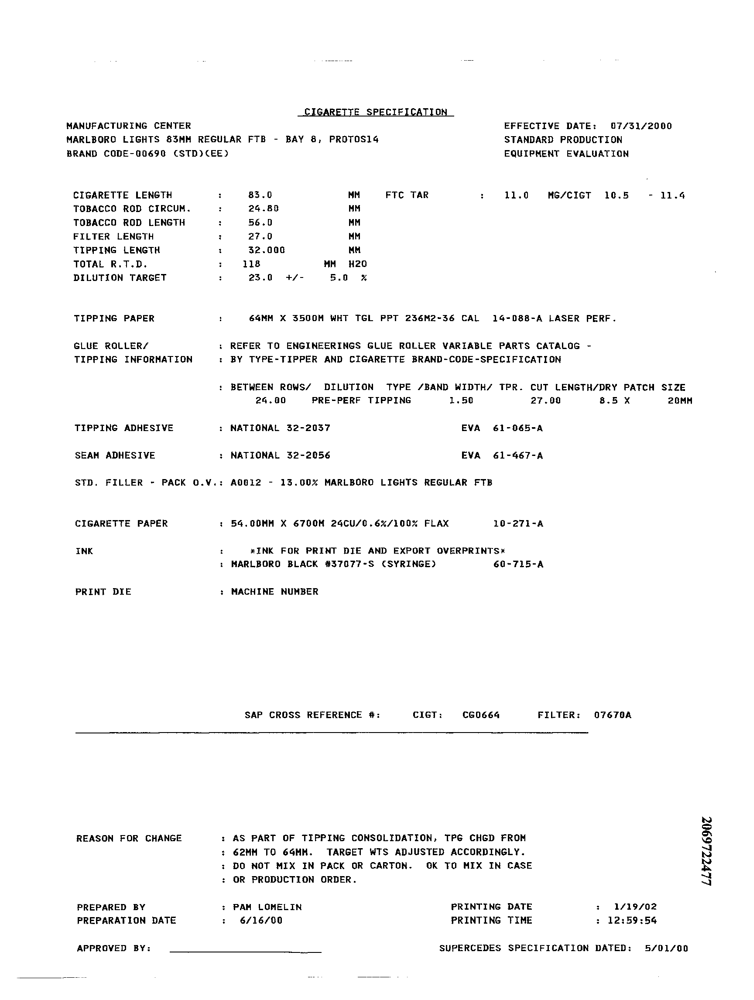 CIGARETTE SPECIFICATION
MANUFACTURING CENTER EFFECTIVE DATE: 07/31/2000
MARLBORO LIGHTS 83MM REGULAR FTB - BAY 8, PROTOS14 STANDARD PRODUCTION
BRAND CODE-00690 (STD)(EE) EQUIPMENT EVALUATION
CIGARETTE LENGTH : 83.0 MM FTC TAR : 11.0 MG/CIGT 10.5 - 11.4
TOBACCO ROD CIRCUM. : 24.80 MM
TOBACCO ROD LENGTH : 56.0 MM
FILTER LENGTH : 27.0 MM
TIPPING LENGTH : 32.000 MM
TOTAL R.T.D. : 118 MM H2O
DILUTION TARGET : 23.0 +/- 5.0 %
TIPPING PAPER : 64MM X 3500M WHT TGL PPT 236M2-36 CAL 14-088-A LASER PERF.
GLUE ROLLER/ : REFER TO ENGINEERINGS GLUE ROLLER VARIABLE PARTS CATALOG -
TIPPING INFORMATION : BY TYPE-TIPPER AND CIGARETTE BRAND-CODE-SPECIFICATION
: BETWEEN ROWS/ DILUTION TYPE /BAND WIDTH/ TPR. CUT LENGTH/DRY PATCH SIZE
24.00 PRE-PERF TIPPING 1.50 27.00 8.5 X 20MM
TIPPING ADHESIVE : NATIONAL 32-2037 EVA 61-065-A
SEAM ADHESIVE : NATIONAL 32-2056 EVA 61-467-A
STD. FILLER - PACK O.V.: A0012 - 13.00% MARLBORO LIGHTS REGULAR FTB
CIGARETTE PAPER : 54.00MM X 6700M 24CU/0.6%/100% FLAX 10-271-A
INK : *INK FOR PRINT DIE AND EXPORT OVERPRINTS*
: MARLBORO BLACK #37077-S (SYRINGE) 60-715-A
PRINT DIE : MACHINE NUMBER
SAP CROSS REFERENCE #: CIGT: CG0664 FILTER: 07670A
REASON FOR CHANGE : AS PART OF TIPPING CONSOLIDATION, TPG CHGD FROM
: 62MM TO 64MM. TARGET WTS ADJUSTED ACCORDINGLY.
: DO NOT MIX IN PACK OR CARTON. OK TO MIX IN CASE
: OR PRODUCTION ORDER.
PREPARED BY : PAM LOMELIN PRINTING DATE : 1/19/02
PREPARATION DATE : 6/16/00 PRINTING TIME : 12:59:54
APPROVED BY: SUPERCEDES SPECIFICATION DATED: 5/01/00
2069722477